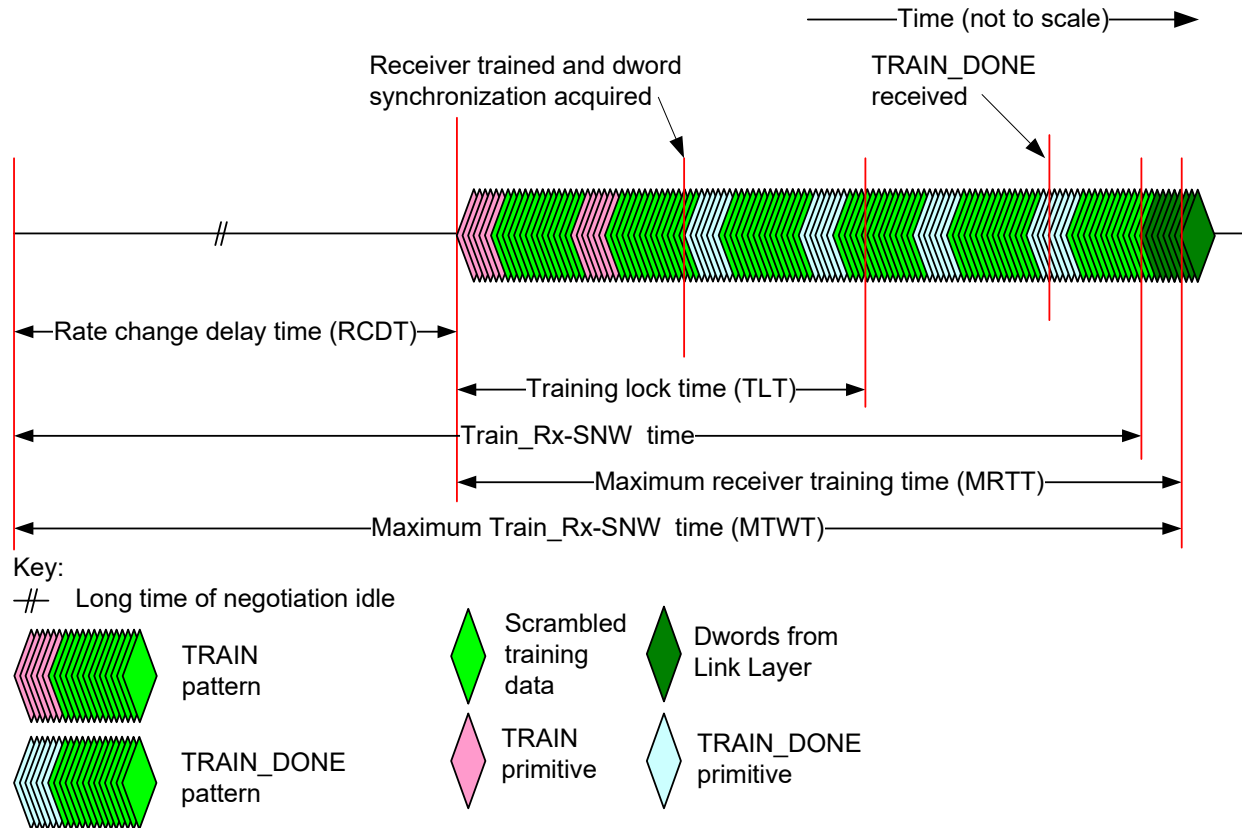 Time (not to scale)
Receiver trained and dword
synchronization acquired
TRAIN_DONE
received
Rate change delay time (RCDT)
Training lock time (TLT)
Train_Rx-SNW time
Maximum receiver training time (MRTT)
Maximum Train_Rx-SNW time (MTWT)
Key:
Long time of negotiation idle
TRAIN
pattern
Scrambled
training
data
Dwords from
Link Layer
TRAIN_DONE
pattern
TRAIN
primitive
TRAIN_DONE
primitive